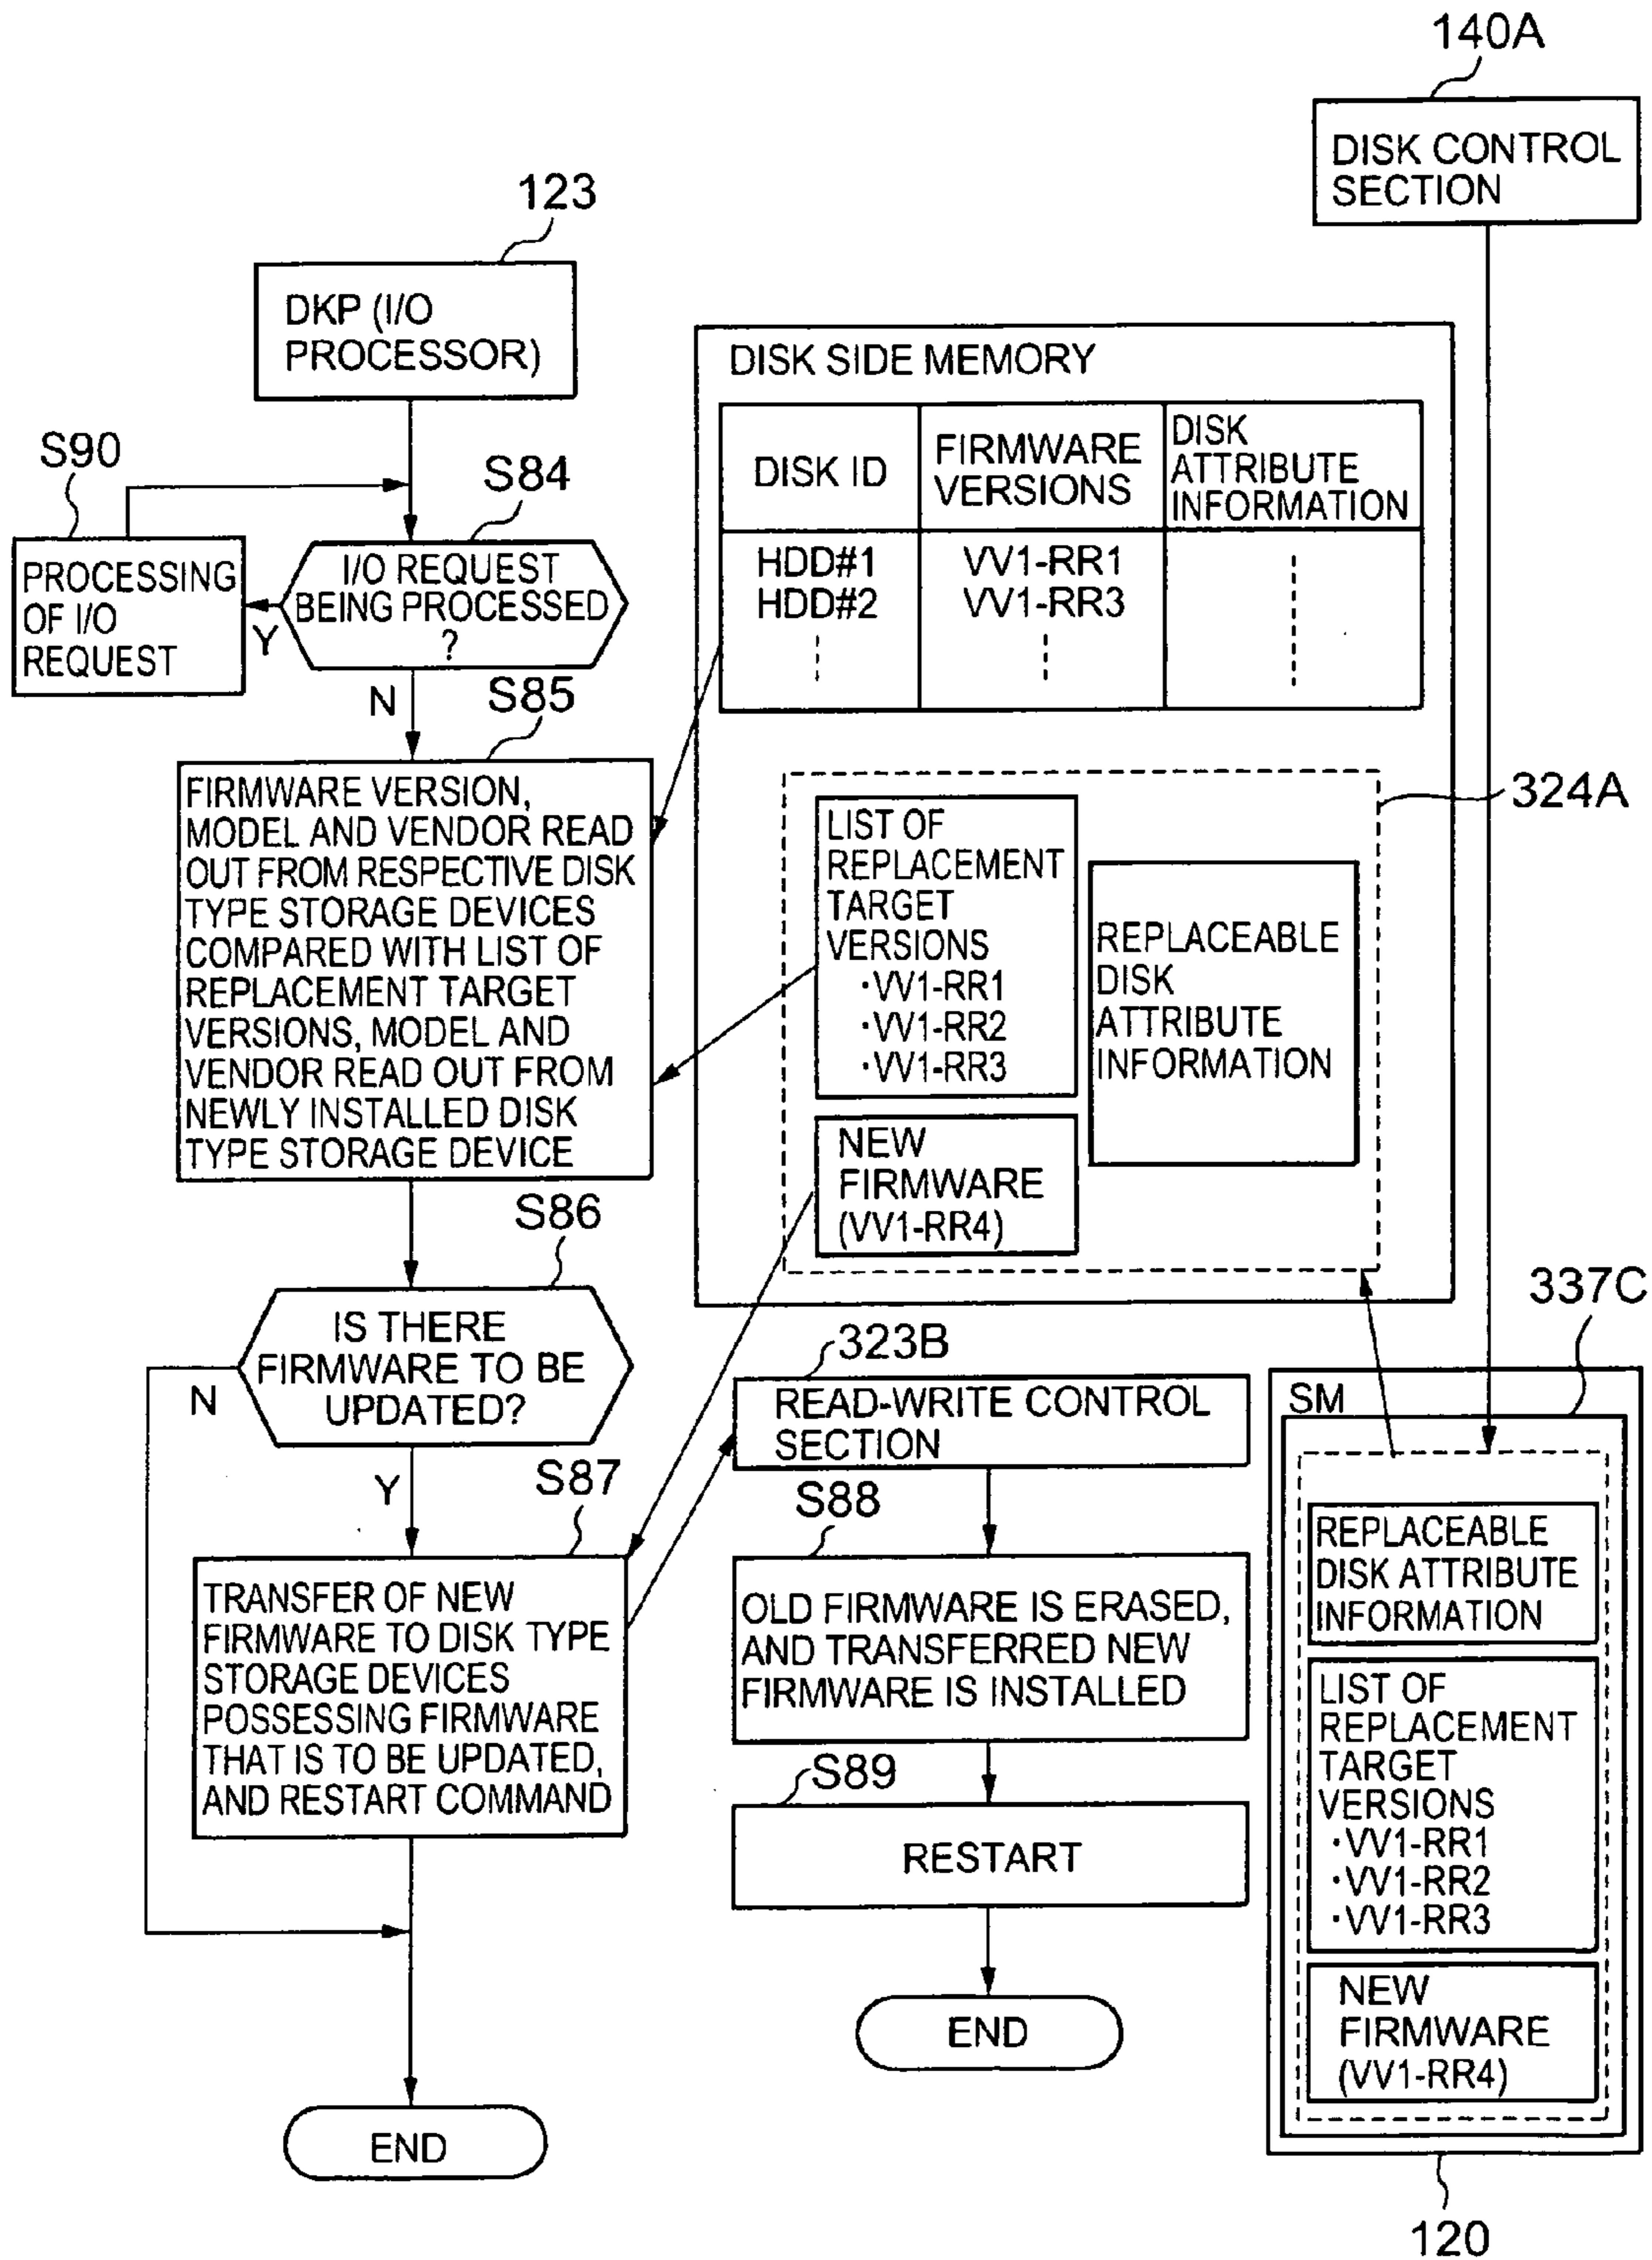 140A
DISK CONTROL
SECTION
123
DKP (I/O
PROCESSOR)
S90
PROCESSING
OF I/O
REQUEST
S84
I/O REQUEST
BEING PROCESSED
?
Y
N
DISK SIDE MEMORY
DISK ID
FIRMWARE
VERSIONS
DISK
ATTRIBUTE
INFORMATION
HDD#1
VV1-RR1
HDD#2
VV1-RR3
S85
FIRMWARE VERSION,
MODEL AND VENDOR READ
OUT FROM RESPECTIVE DISK
TYPE STORAGE DEVICES
COMPARED WITH LIST OF
REPLACEMENT TARGET
VERSIONS, MODEL AND
VENDOR READ OUT FROM
NEWLY INSTALLED DISK
TYPE STORAGE DEVICE
324A
LIST OF
REPLACEMENT
TARGET
VERSIONS
·VV1-RR1
·VV1-RR2
·VV1-RR3
REPLACEABLE
DISK
ATTRIBUTE
INFORMATION
NEW
FIRMWARE
(VV1-RR4)
S86
IS THERE
FIRMWARE TO BE
UPDATED?
N
Y
S87
TRANSFER OF NEW
FIRMWARE TO DISK TYPE
STORAGE DEVICES
POSSESSING FIRMWARE
THAT IS TO BE UPDATED,
AND RESTART COMMAND
END
323B
READ-WRITE CONTROL
SECTION
S88
OLD FIRMWARE IS ERASED,
AND TRANSFERRED NEW
FIRMWARE IS INSTALLED
S89
RESTART
END
337C
SM
REPLACEABLE
DISK ATTRIBUTE
INFORMATION
LIST OF
REPLACEMENT
TARGET
VERSIONS
·VV1-RR1
·VV1-RR2
·VV1-RR3
NEW
FIRMWARE
(VV1-RR4)
120